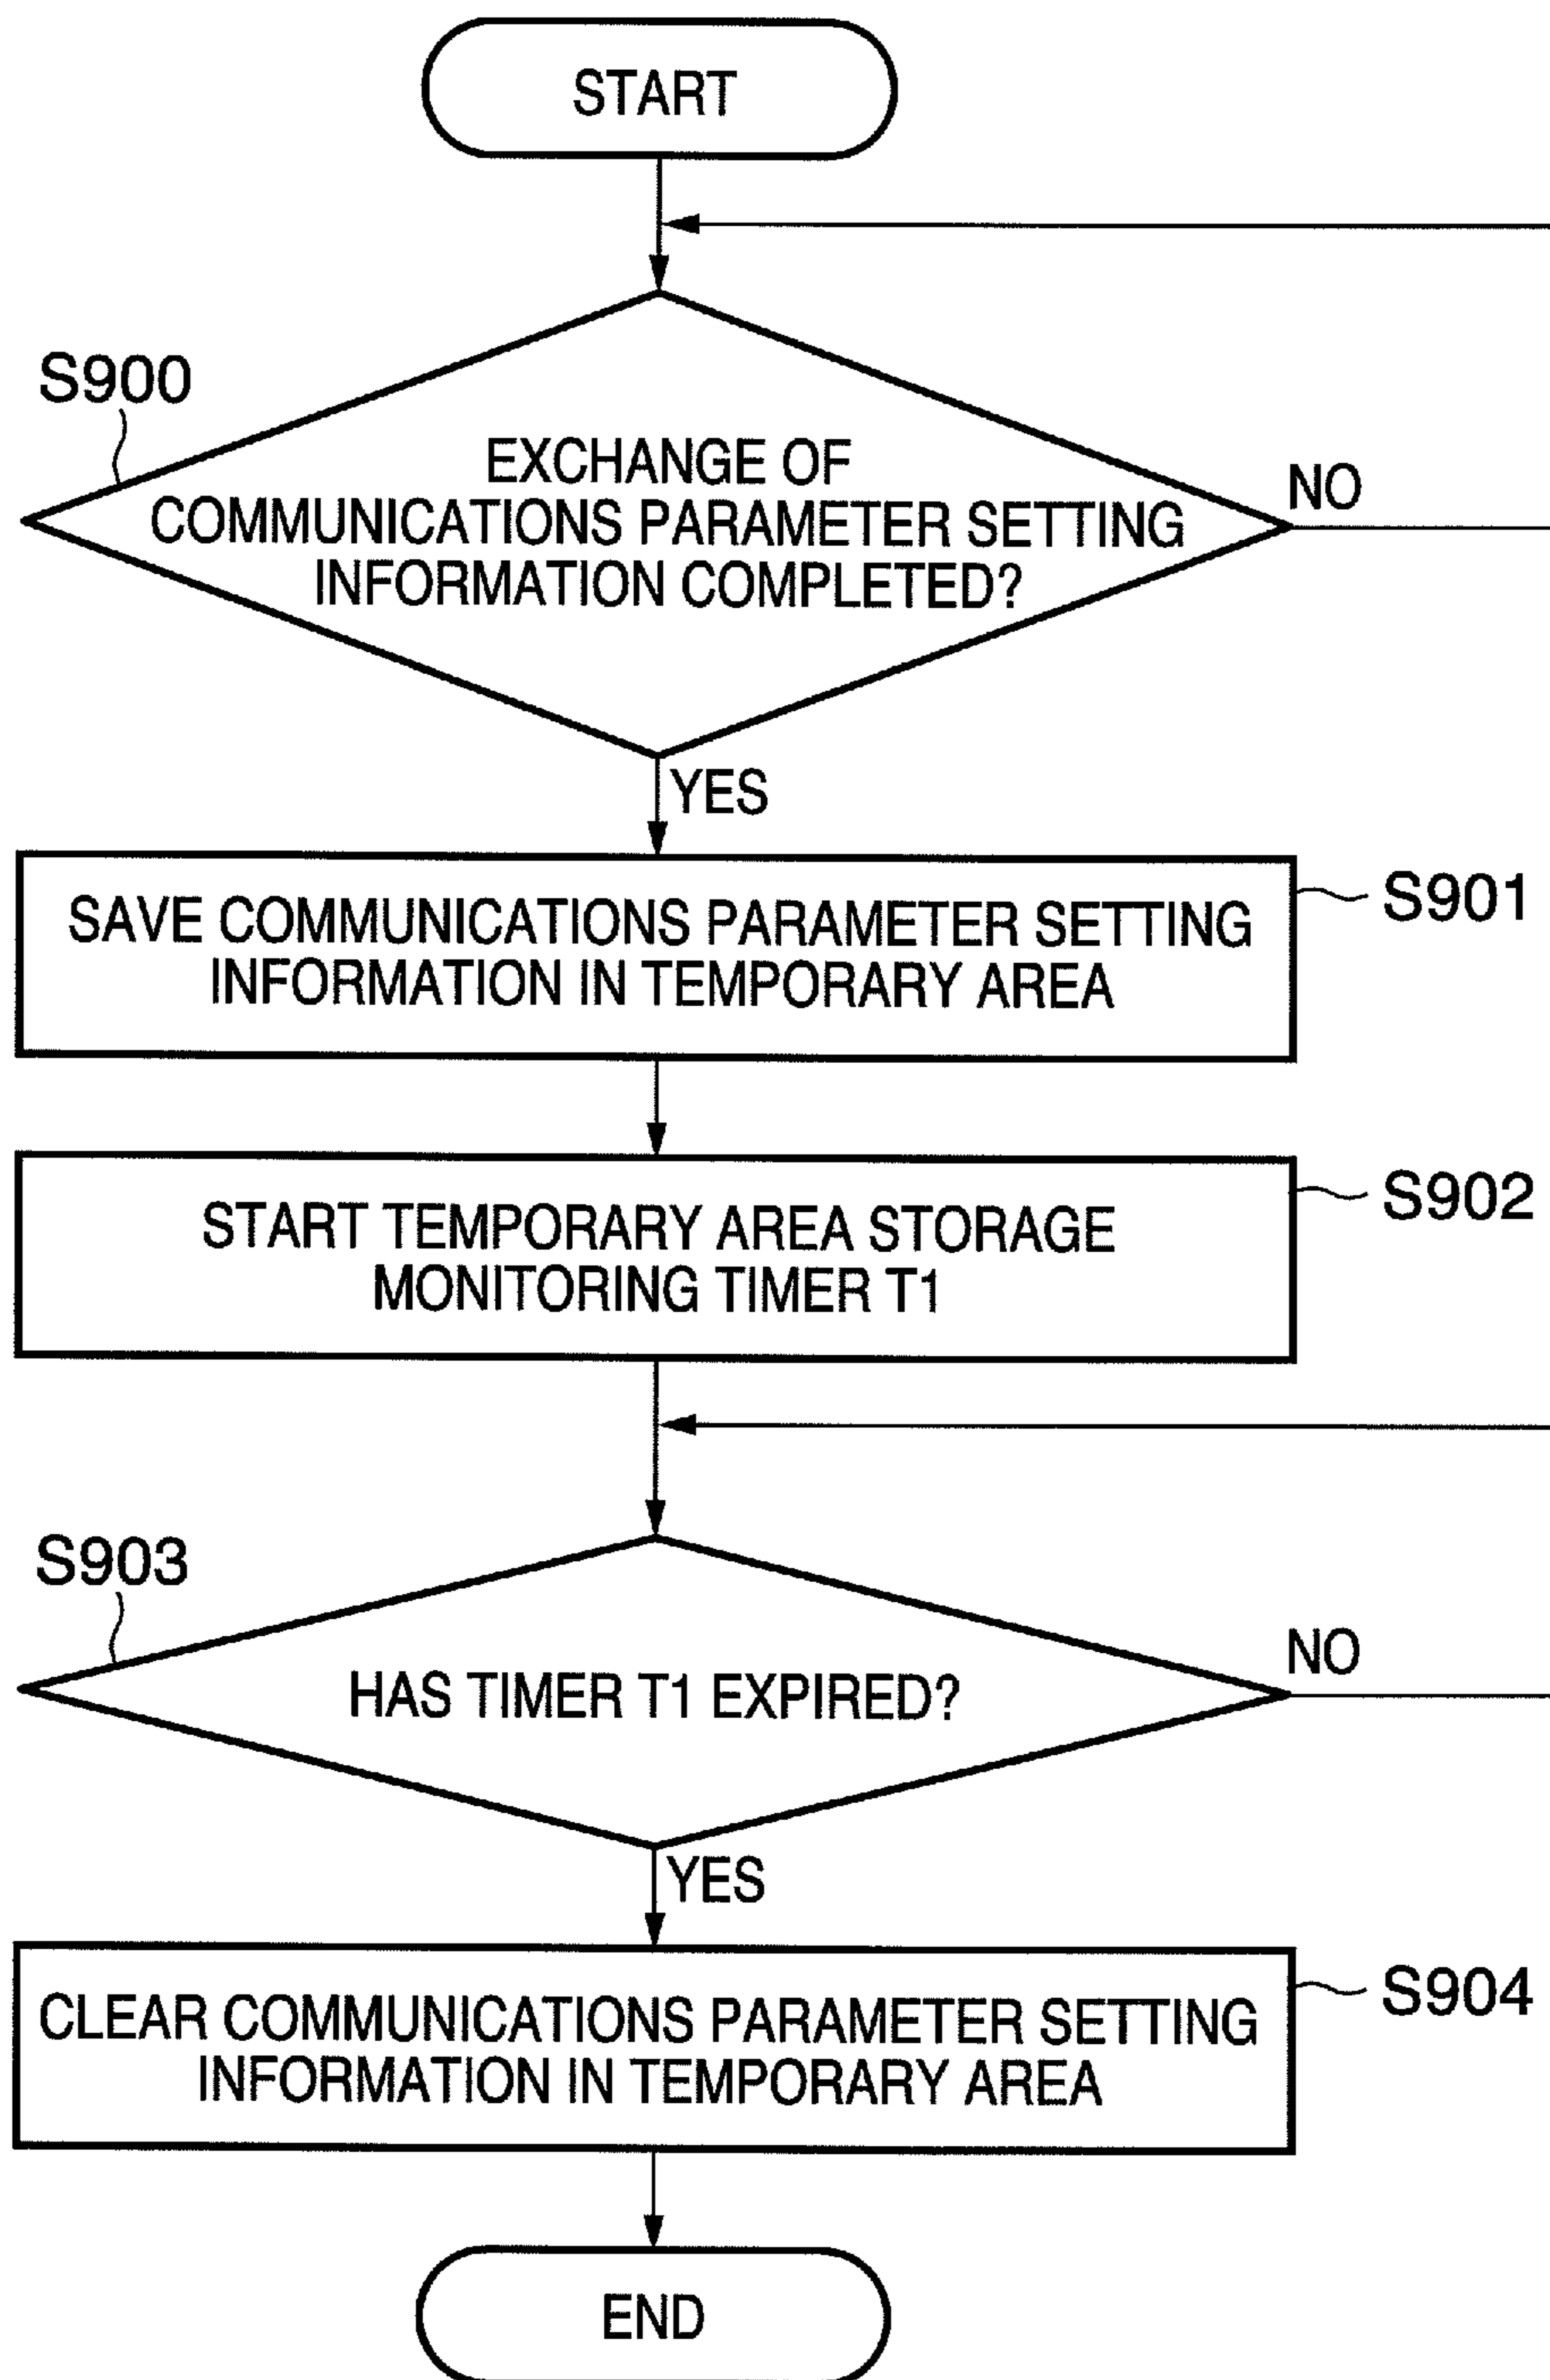 START
S900
EXCHANGE OF
COMMUNICATIONS PARAMETER SETTING
INFORMATION COMPLETED?
NO
YES
SAVE COMMUNICATIONS PARAMETER SETTING
INFORMATION IN TEMPORARY AREA
S901
START TEMPORARY AREA STORAGE
MONITORING TIMER T1
S902
S903
HAS TIMER T1 EXPIRED?
NO
YES
CLEAR COMMUNICATIONS PARAMETER SETTING
INFORMATION IN TEMPORARY AREA
S904
END